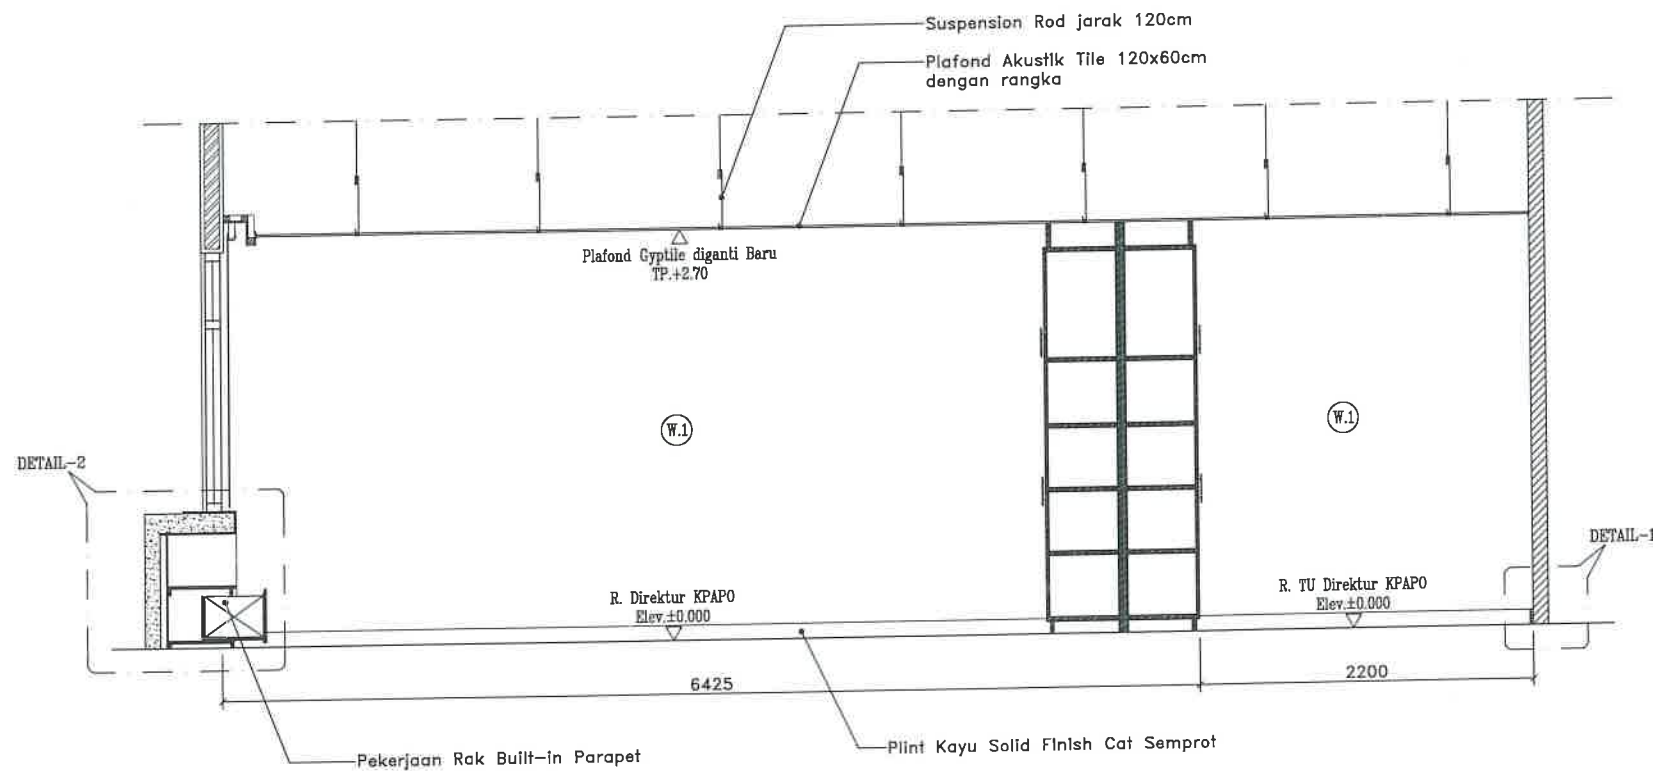 Suspension Rod jarak 120cm
Plafond Akustik Tile 120x60cm
dengan rangka
Plafond Gyptile diganti Baru
TP.+2.70
W.1
W.1
DETAIL-2
DETAIL-1
R. Direktur KPAPO
Elev.±0.000
R. TU Direktur KPAPO
Elev.±0.000
6425
2200
Plint Kayu Solid Finish Cat Semprot
Pekerjaan Rak Built-in Parapet